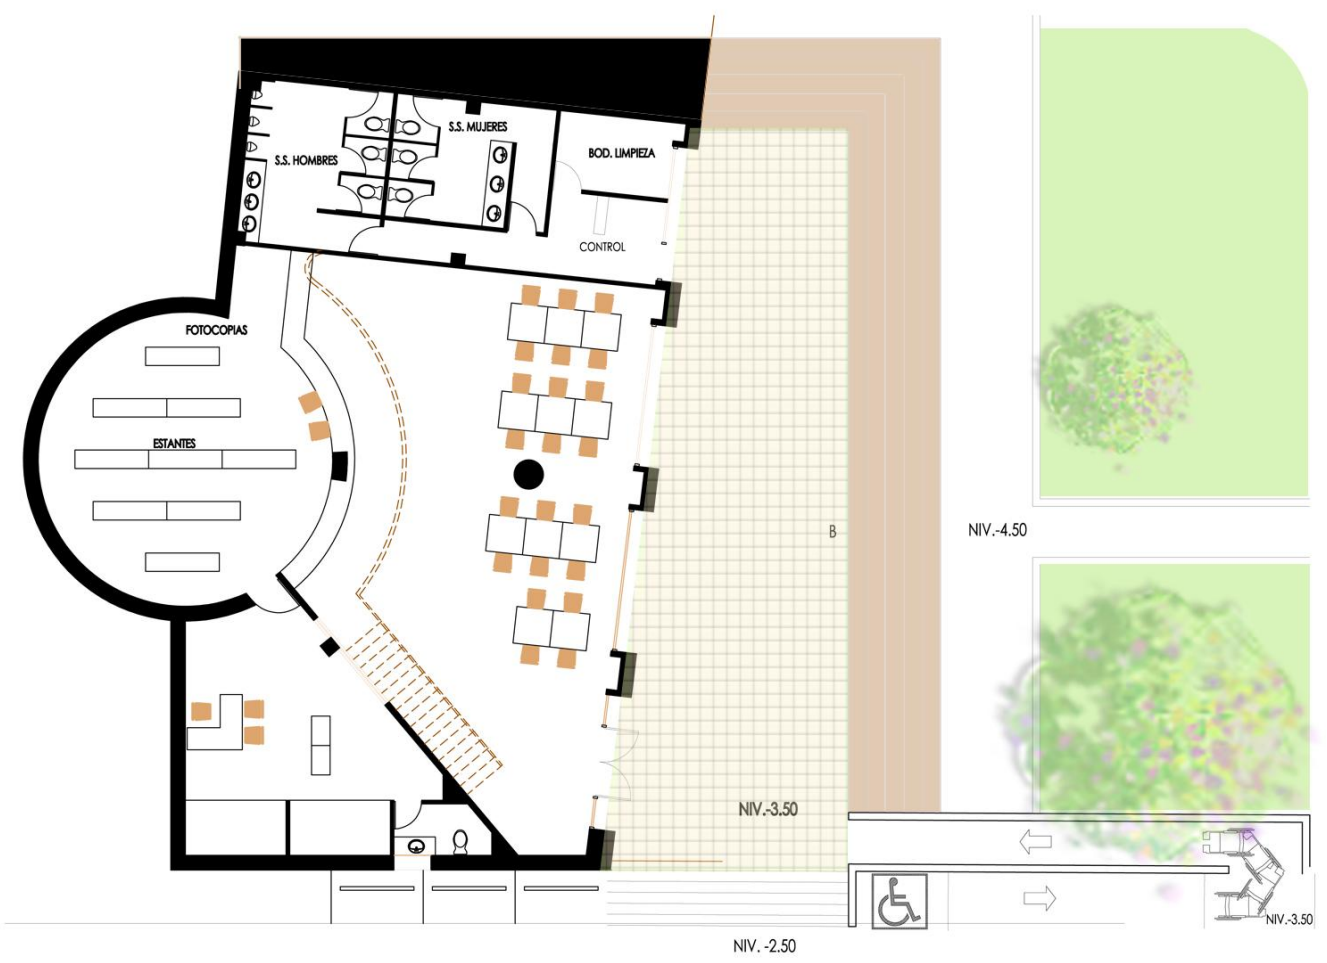 S.S. MUJERES
BOD. LIMPIEZA
S.S. HOMBRES
CONTROL
FOTOCOPIAS
ESTANTES
B
NIV.-4.50
NIV.-3.50
NIV.-3.50
NIV. -2.50